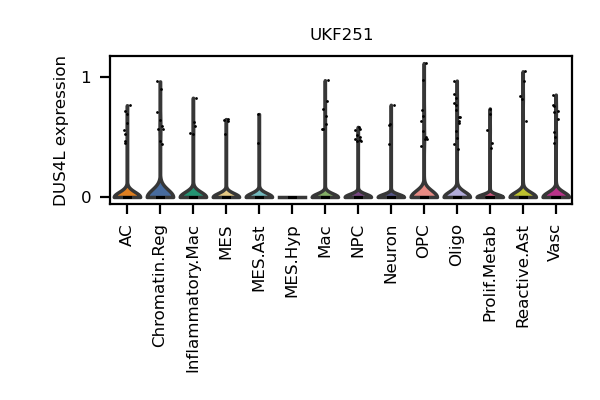 UKF251
DUS4L expression
1
0
AC
Chromatin.Reg
Inflammatory.Mac
MES
MES.Ast
MES.Hyp
Mac
NPC
Neuron
OPC
Oligo
Prolif.Metab
Reactive.Ast
Vasc